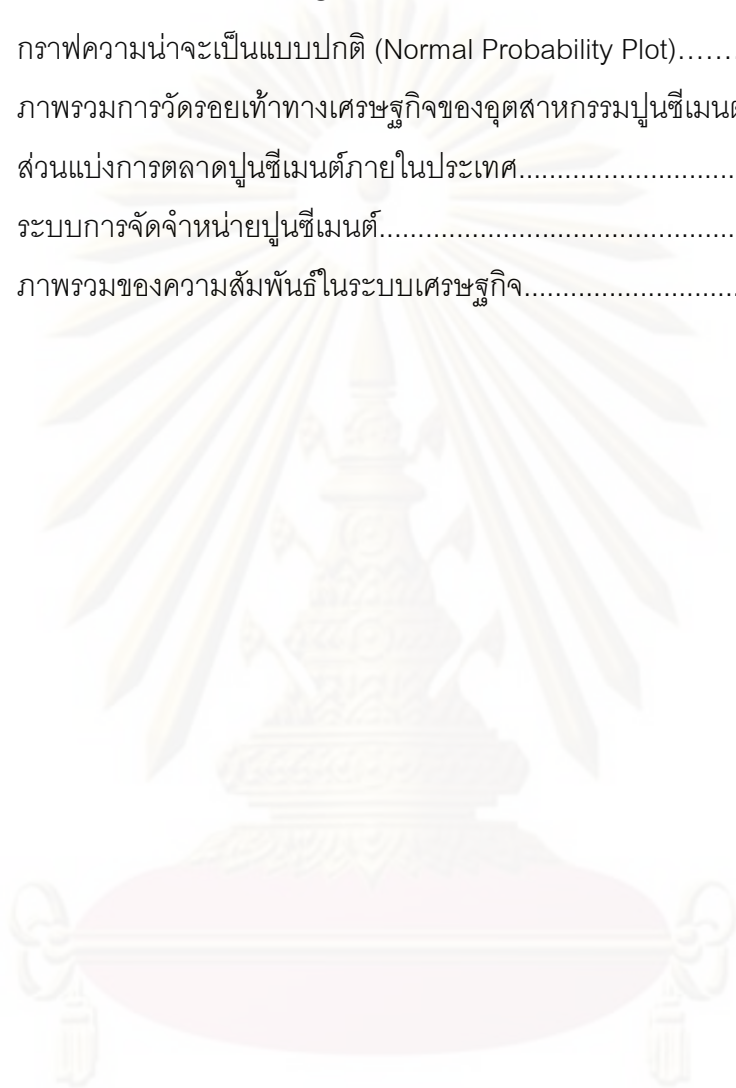 กราฟความน่าจะเป็นแบบปกติ (Normal Probability Plot).......
ภาพรวมการวัดรอยเท้าทางเศรษฐกิจของอุตสาหกรรมปูนซีเมนต์
ส่วนแบ่งการตลาดปูนซีเมนต์ภายในประเทศ............................
ระบบการจัดจำหน่ายปูนซีเมนต์..............................................
ภาพรวมของความสัมพันธ์ในระบบเศรษฐกิจ...........................